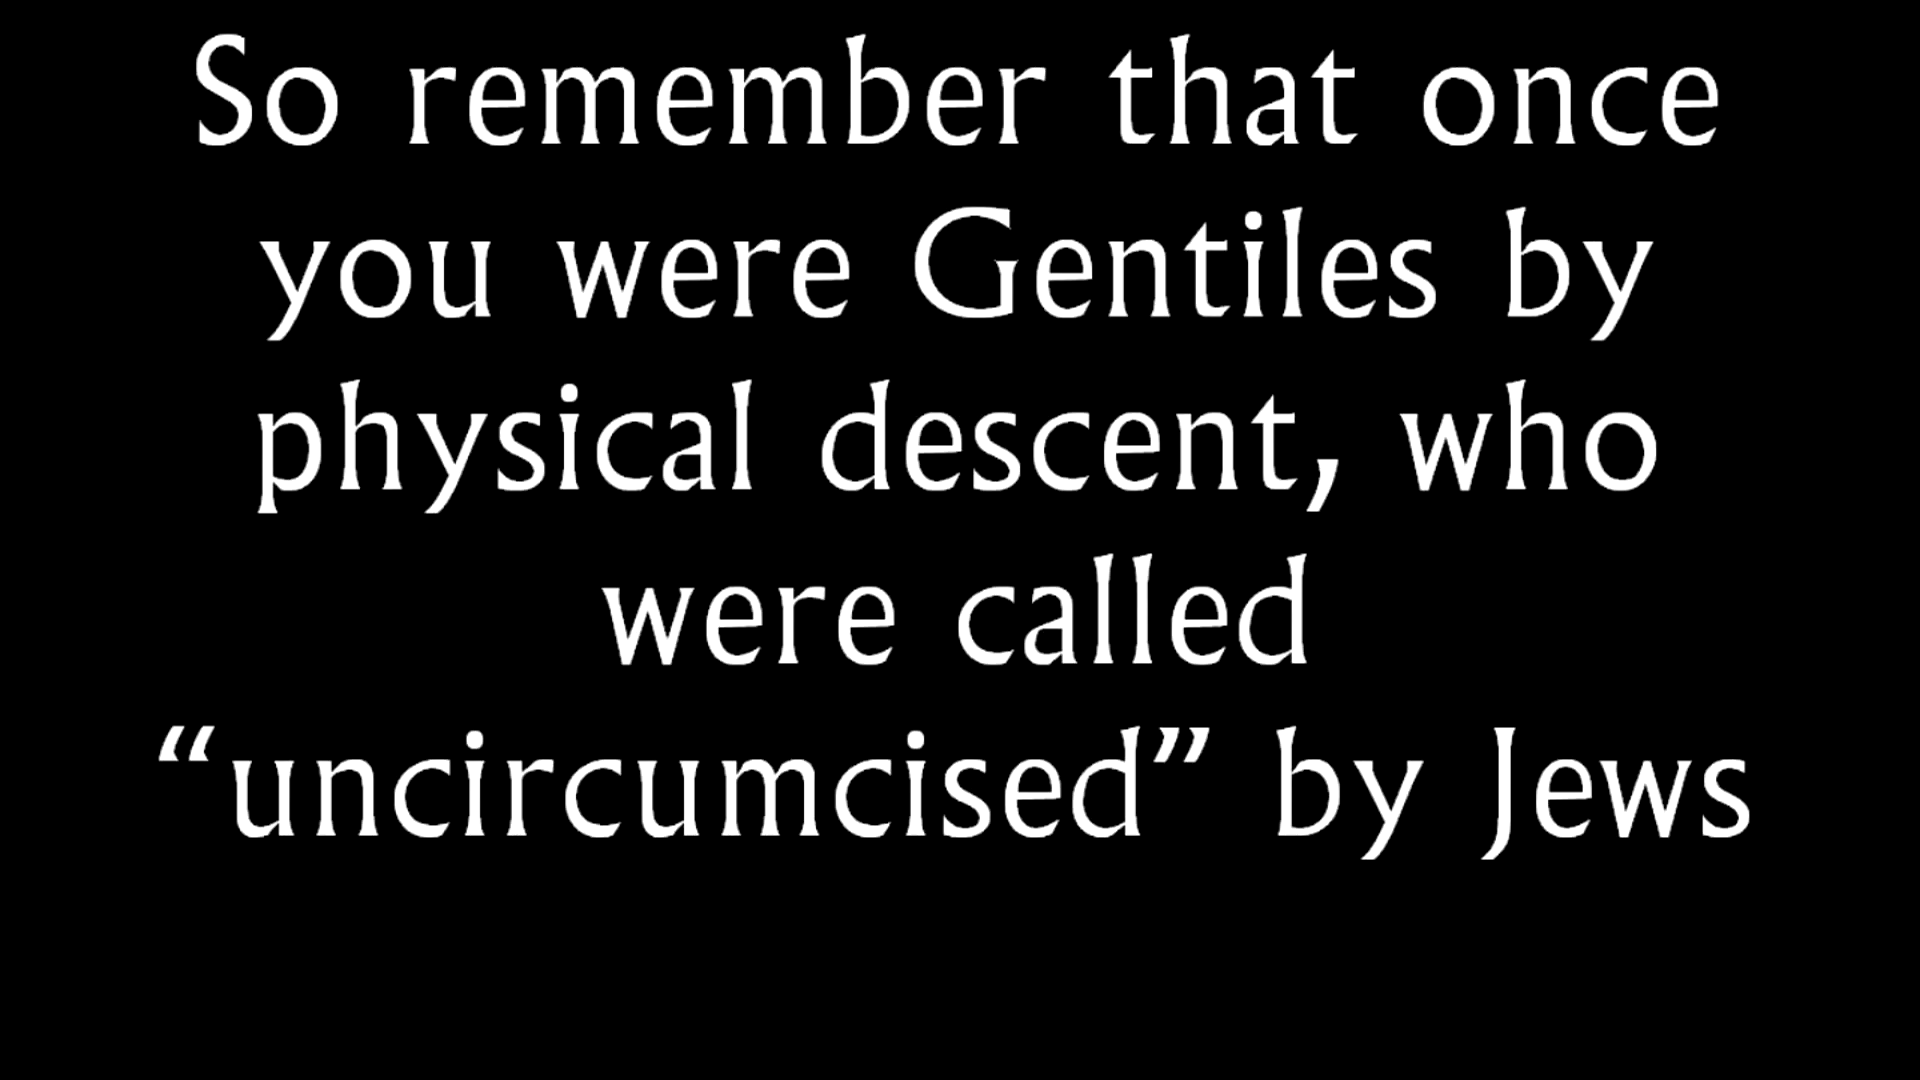 So remember that once
you were Gentiles by
physical descent, who
were called
“uncircumcised” by Jews